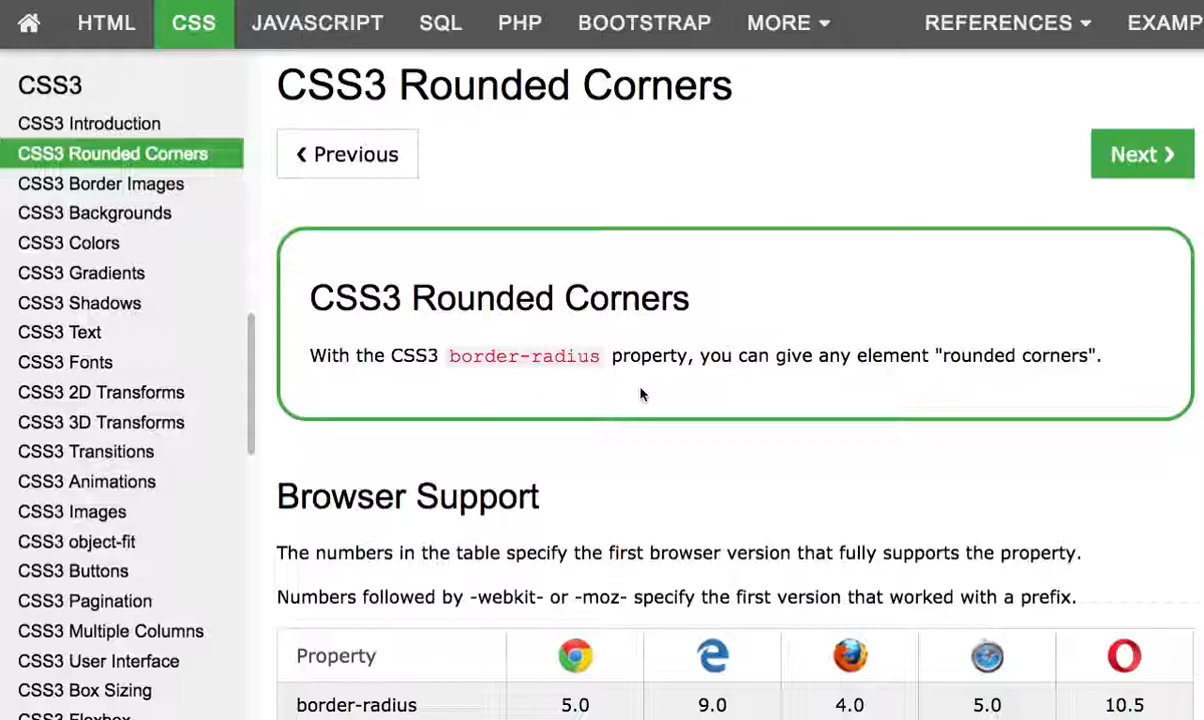 HTML CSS JAVASCRIPT SQL PHP BOOTSTRAP MORE REFERENCES EXAMP
CSS3
CSS3 Introduction
CSS3 Rounded Corners
CSS3 Border Images
CSS3 Backgrounds
CSS3 Colors
CSS3 Gradients
CSS3 Shadows
CSS3 Text
CSS3 Fonts
CSS3 2D Transforms
CSS3 3D Transforms
CSS3 Transitions
CSS3 Animations
CSS3 Images
CSS3 object-fit
CSS3 Buttons
CSS3 Pagination
CSS3 Multiple Columns
CSS3 User Interface
CSS3 Box Sizing
CSS3 Flexbox
CSS3 Rounded Corners
❮ Previous
Next ❯
CSS3 Rounded Corners
With the CSS3 border-radius property, you can give any element "rounded corners".
Browser Support
The numbers in the table specify the first browser version that fully supports the property.
Numbers followed by -webkit- or -moz- specify the first version that worked with a prefix.
Property
border-radius 5.0 9.0 4.0 5.0 10.5